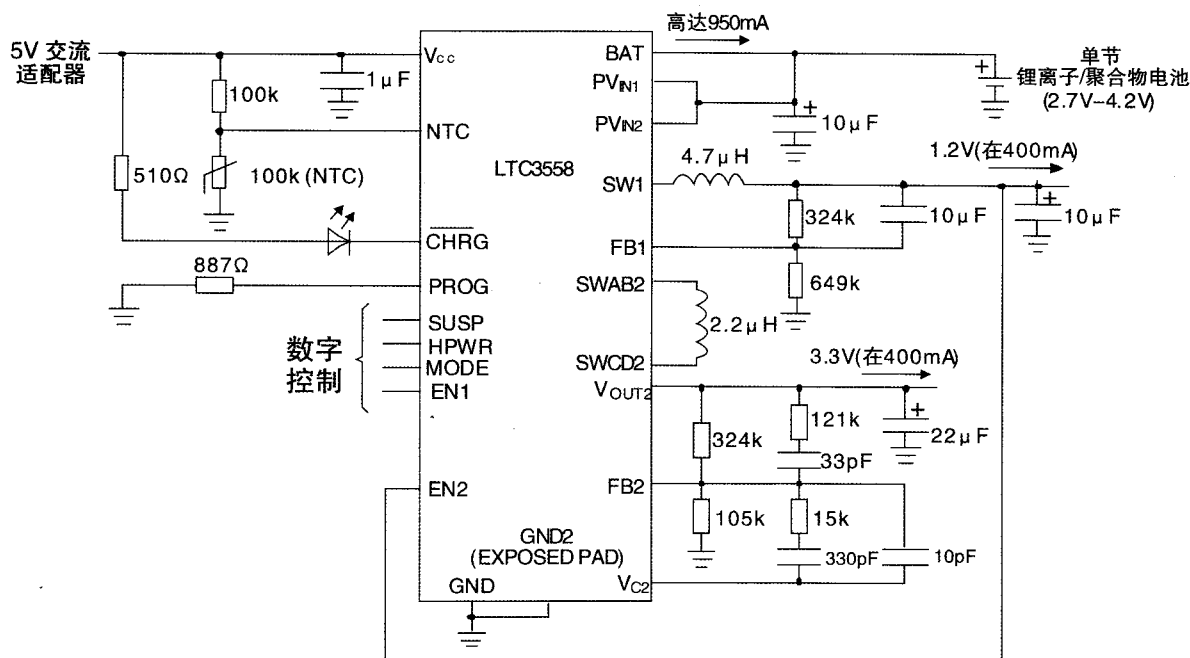 高达950mA
5V 交流
适配器
VCC
1μF
100k
NTC
510Ω
100k (NTC)
CHRG
887Ω
PROG
数字
控制
SUSP
HPWR
MODE
EN1
EN2
LTC3558
GND2
(EXPOSED PAD)
GND
BAT
PVIN1
PVIN2
SW1
FB1
SWAB2
SWCD2
VOUT2
FB2
VC2
单节
锂离子/聚合物电池
(2.7V–4.2V)
10μF
4.7μH
1.2V(在400mA)
324k
10μF
10μF
649k
2.2μH
3.3V(在400mA)
324k
121k
22μF
33pF
105k
15k
330pF
10pF